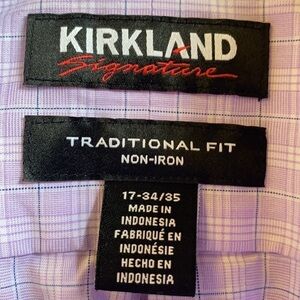 KIRKLAND
Signature
TRADITIONAL FIT
NON-IRON
17-34/35
MADE IN
INDONESIA
FABRIQUÉ EN
INDONÉSIE
HECHO EN
INDONESIA